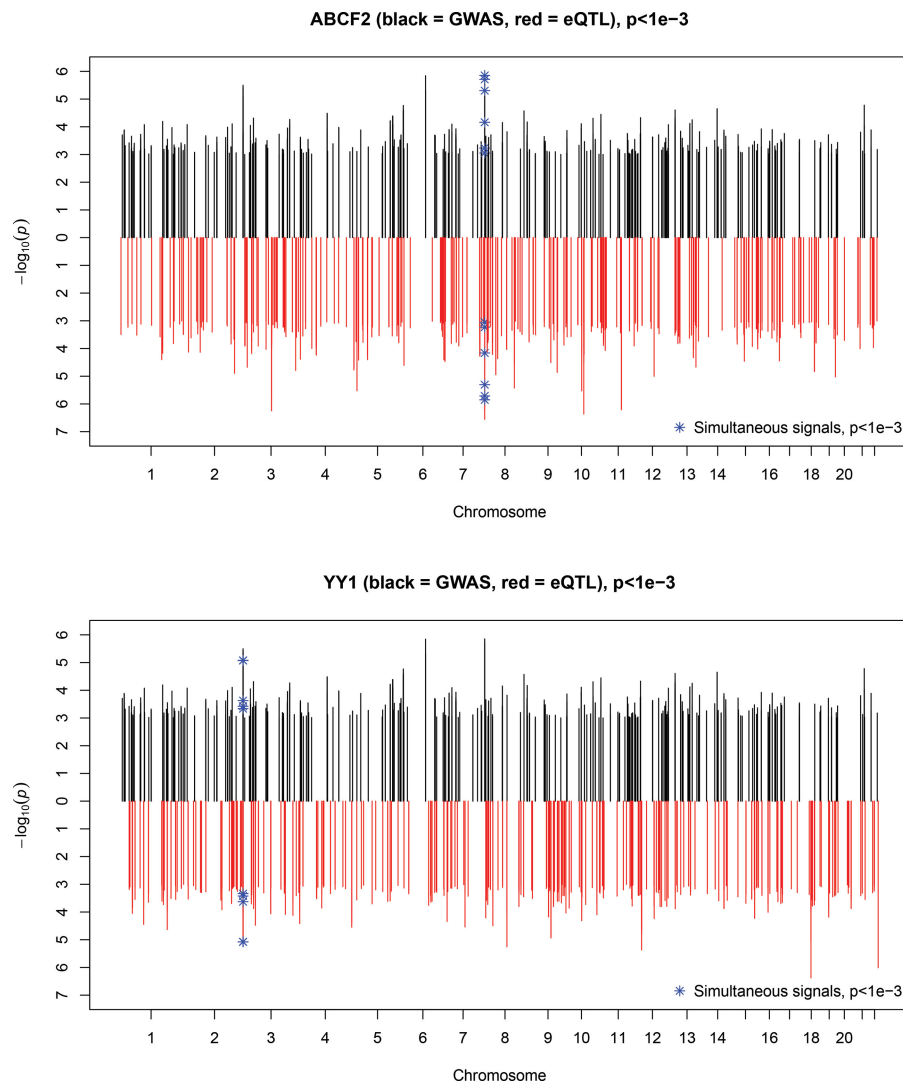 ABCF2 (black = GWAS, red = eQTL), p<1e−3
6
5
4
3
2
1
0
1
2
3
4
5
6
7
−log10(p)
Simultaneous signals, p<1e−3
1 2 3 4 5 6 7 8 9 10 11 12 13 14 16 18 20
Chromosome
YY1 (black = GWAS, red = eQTL), p<1e−3
6
5
4
3
2
1
0
1
2
3
4
5
6
7
−log10(p)
Simultaneous signals, p<1e−3
1 2 3 4 5 6 7 8 9 10 11 12 13 14 16 18 20
Chromosome